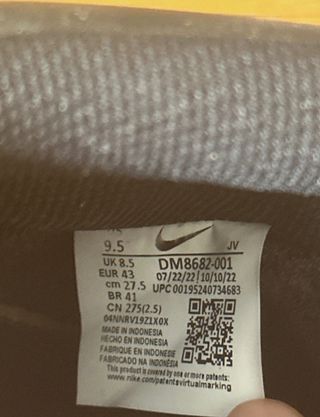 9.5 JV
UK 8.5 DM8682-001
EUR 43 07/22/22 10/10/22
cm 27.5 UPC 00195240734683
BR 41
CN 275(2.5)
04NNRV19Z1X0X
MADE IN INDONESIA
HECHO EN INDONESIA
FABRIQUE EN INDONESIE
FABRICADO NA INDONÉSIA
This product is covered by one or more patents:
www.nike.com/patentsvirtualmarking